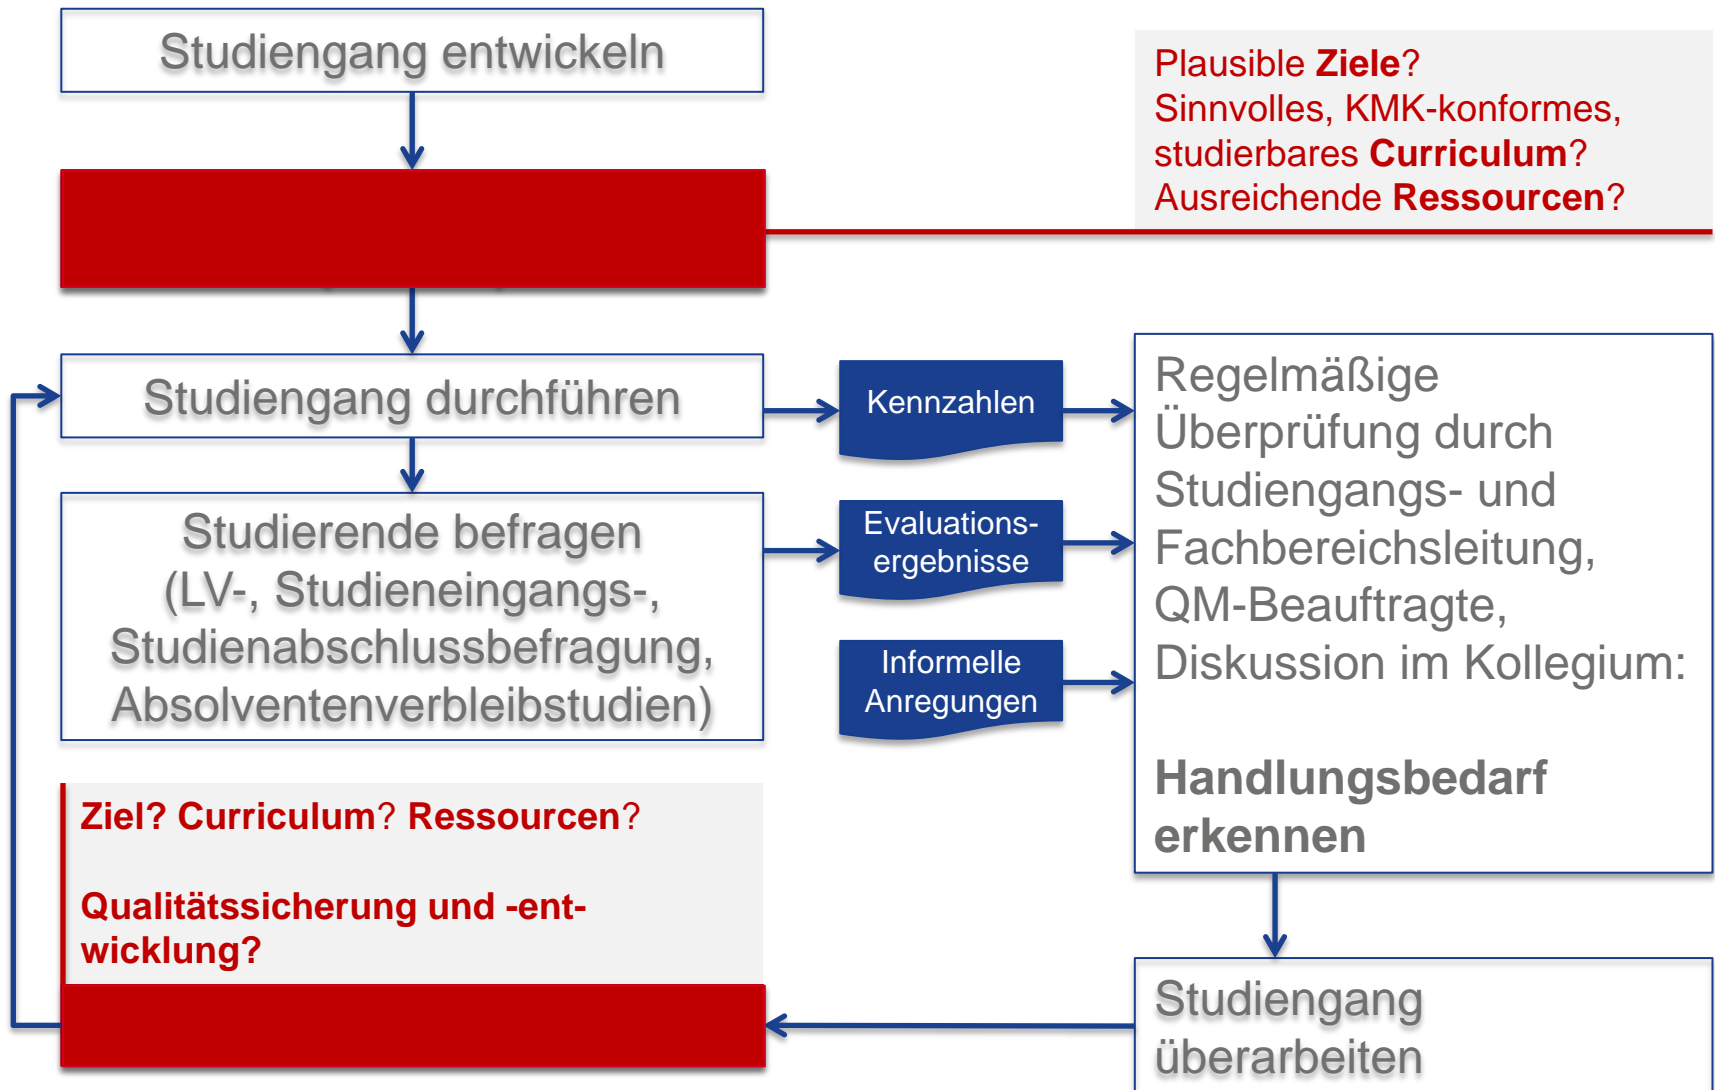 Studiengang entwickeln
Plausible Ziele?
Sinnvolles, KMK-konformes,
studierbares Curriculum?
Ausreichende Ressourcen?
Studiengang durchführen
Kennzahlen
Studierende befragen
(LV-, Studieneingangs-,
Studienabschlussbefragung,
Absolventenverbleibstudien)
Evaluations-
ergebnisse
Informelle
Anregungen
Regelmäßige
Überprüfung durch
Studiengangs- und
Fachbereichsleitung,
QM-Beauftragte,
Diskussion im Kollegium:
Handlungsbedarf
erkennen
Ziel? Curriculum? Ressourcen?
Qualitätssicherung und -ent-
wicklung?
Studiengang
überarbeiten